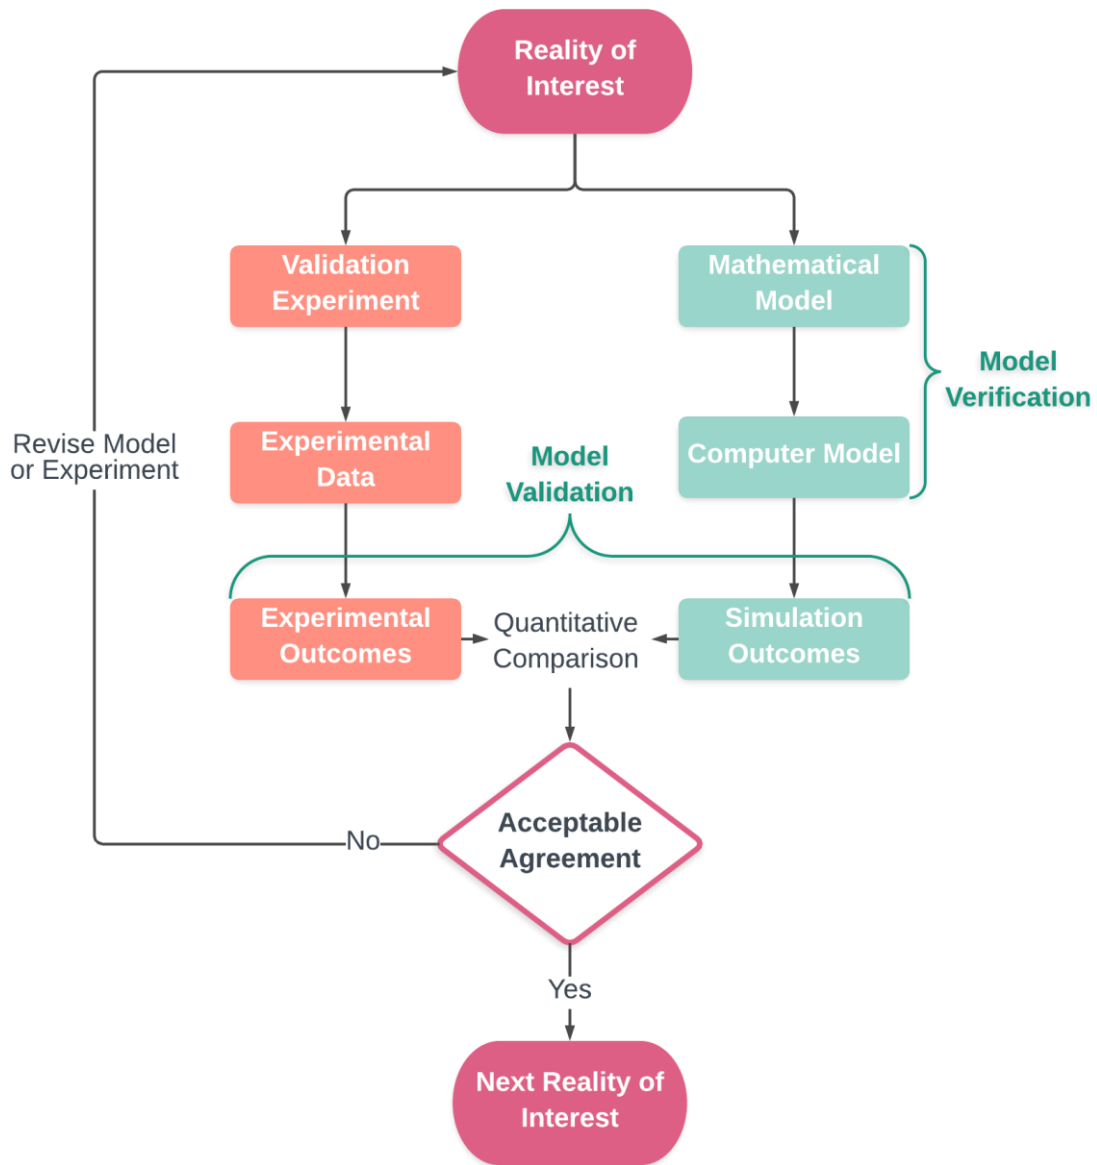 Reality of
Interest
Validation
Experiment
Mathematical
Model
Model
Verification
Revise Model
or Experiment
Experimental
Data
Model
Validation
Computer Model
Experimental
Outcomes
Quantitative
Comparison
Simulation
Outcomes
Acceptable
Agreement
No
Yes
Next Reality of
Interest